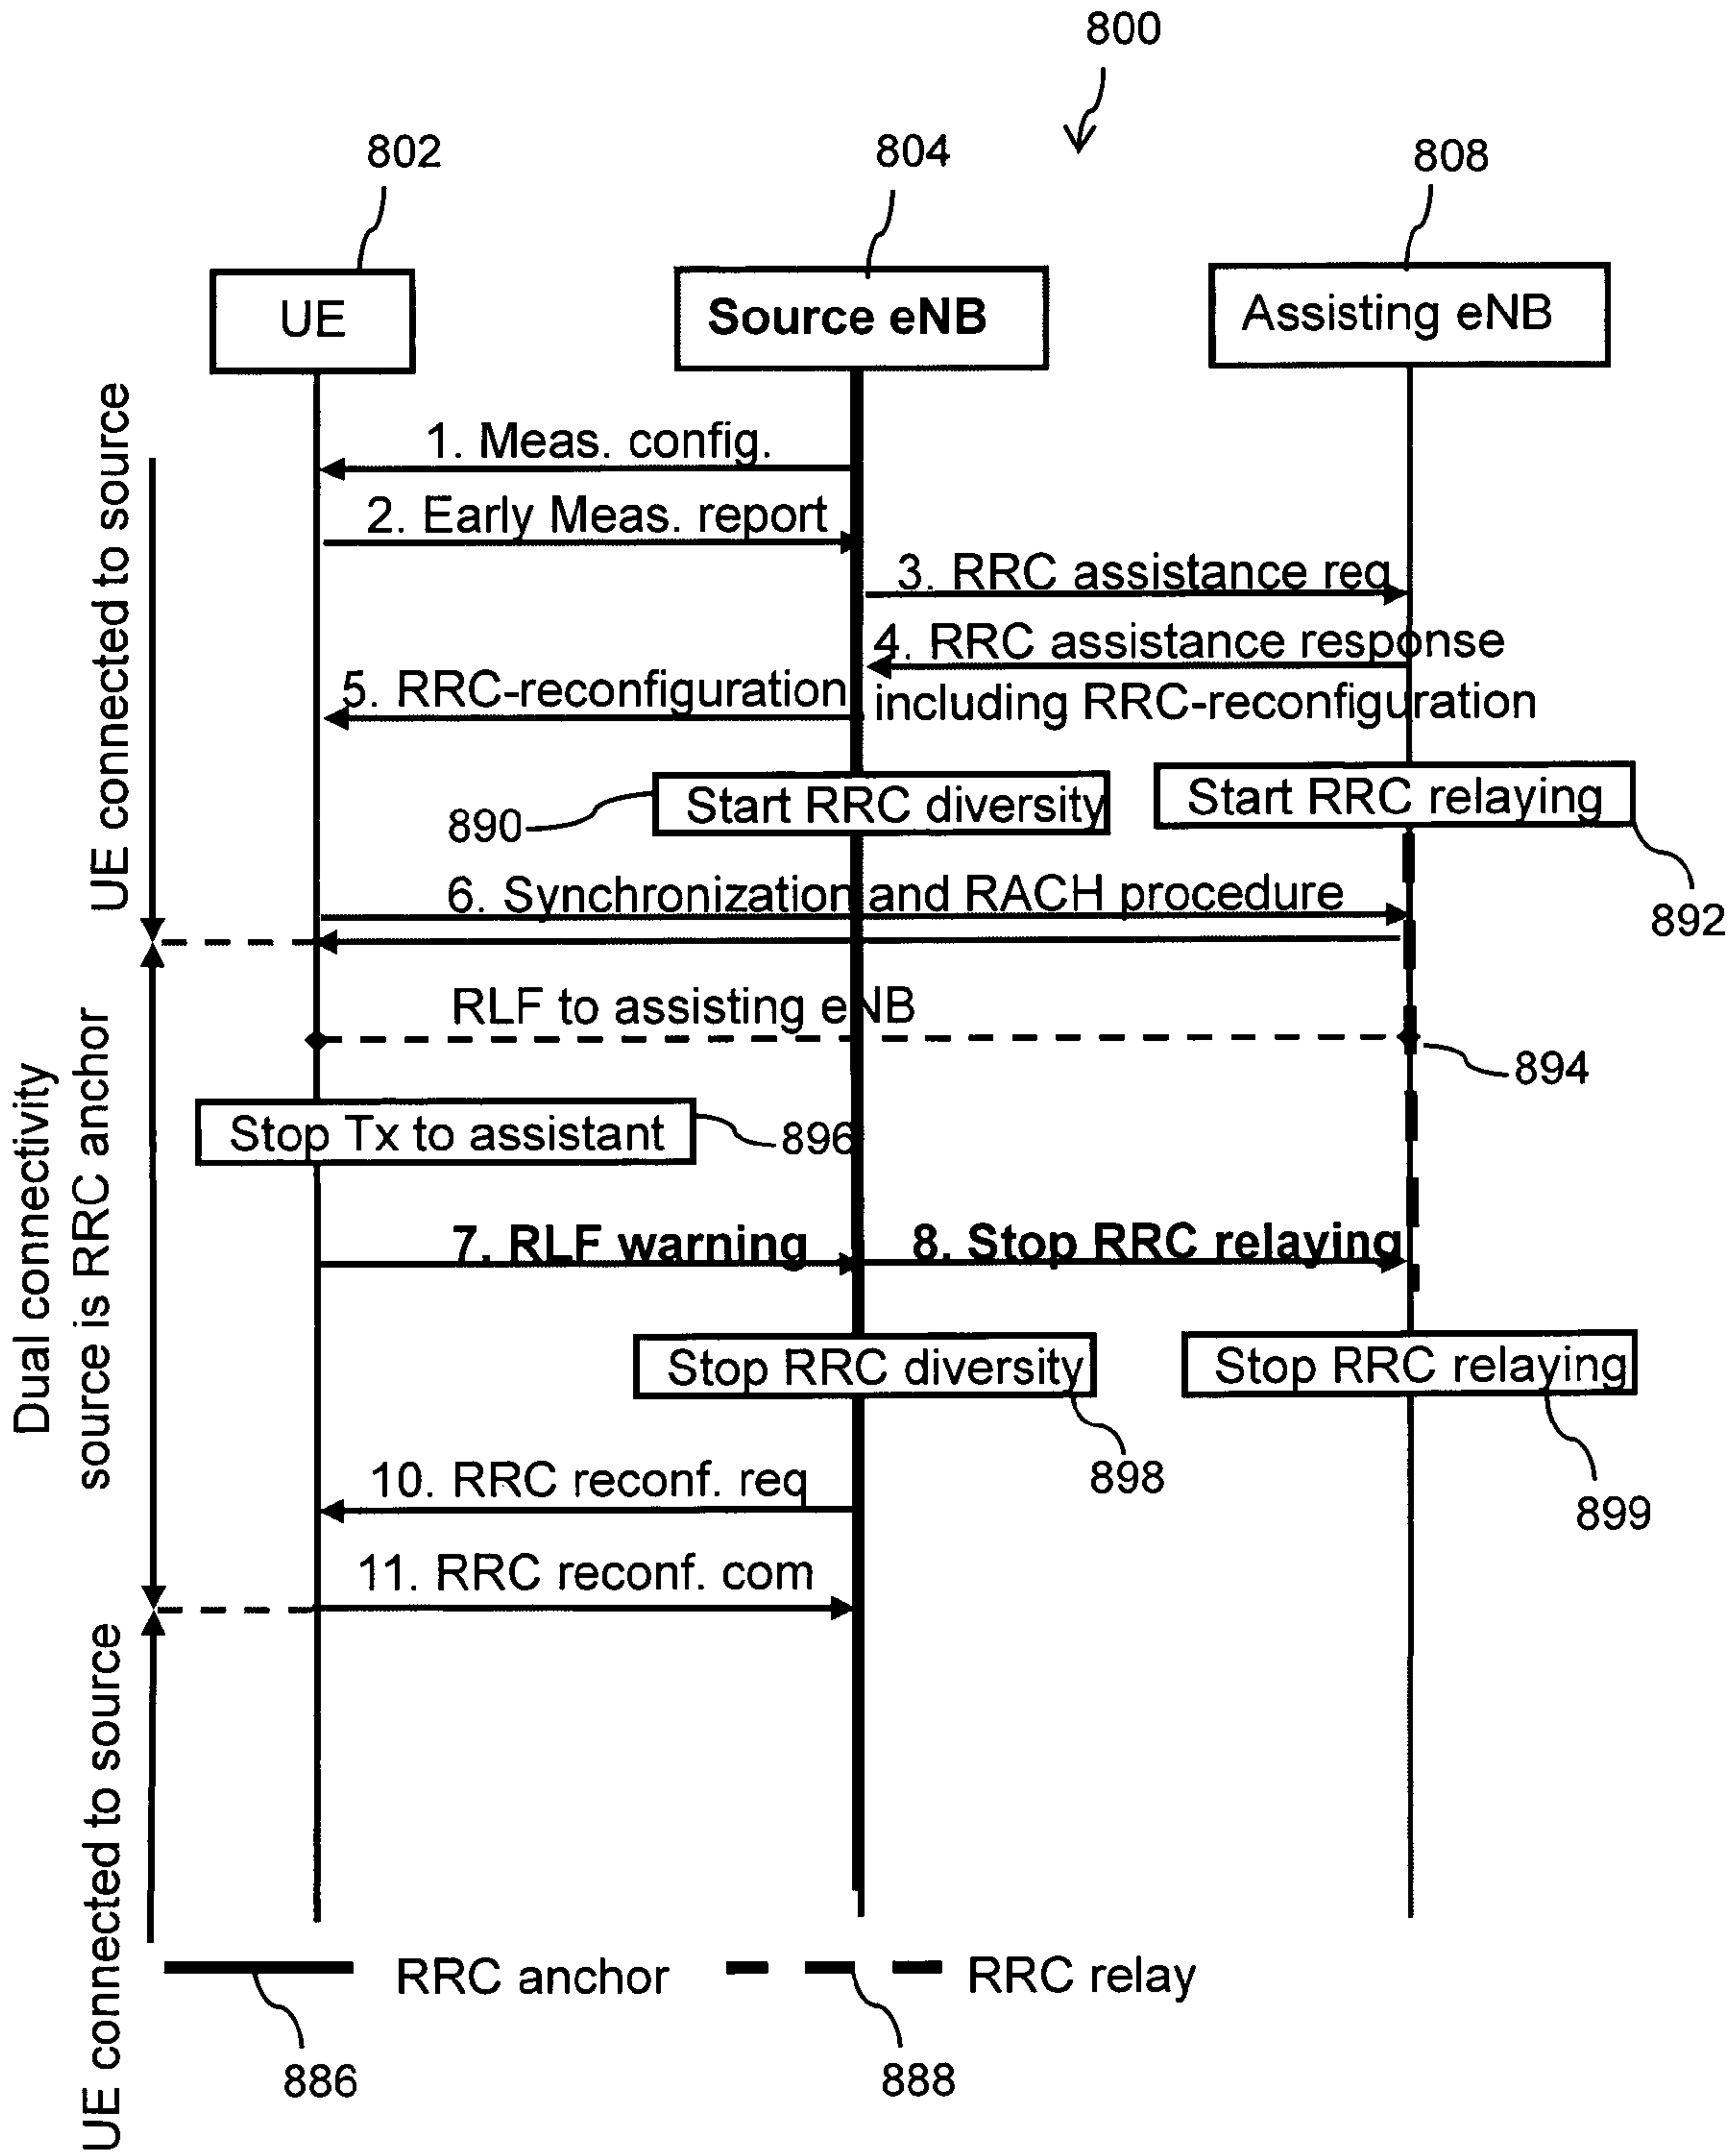 800
802
804
808
UE
Source eNB
Assisting eNB
UE connected to source
1. Meas. config.
2. Early Meas. report
3. RRC assistance req
4. RRC assistance response
including RRC-reconfiguration
5. RRC-reconfiguration
Start RRC diversity
890
Start RRC relaying
892
6. Synchronization and RACH procedure
Dual connectivity
source is RRC anchor
RLF to assisting eNB
894
Stop Tx to assistant
896
7. RLF warning
8. Stop RRC relaying
Stop RRC diversity
898
Stop RRC relaying
899
10. RRC reconf. req
11. RRC reconf. com
UE connected to source
RRC anchor
RRC relay
886
888